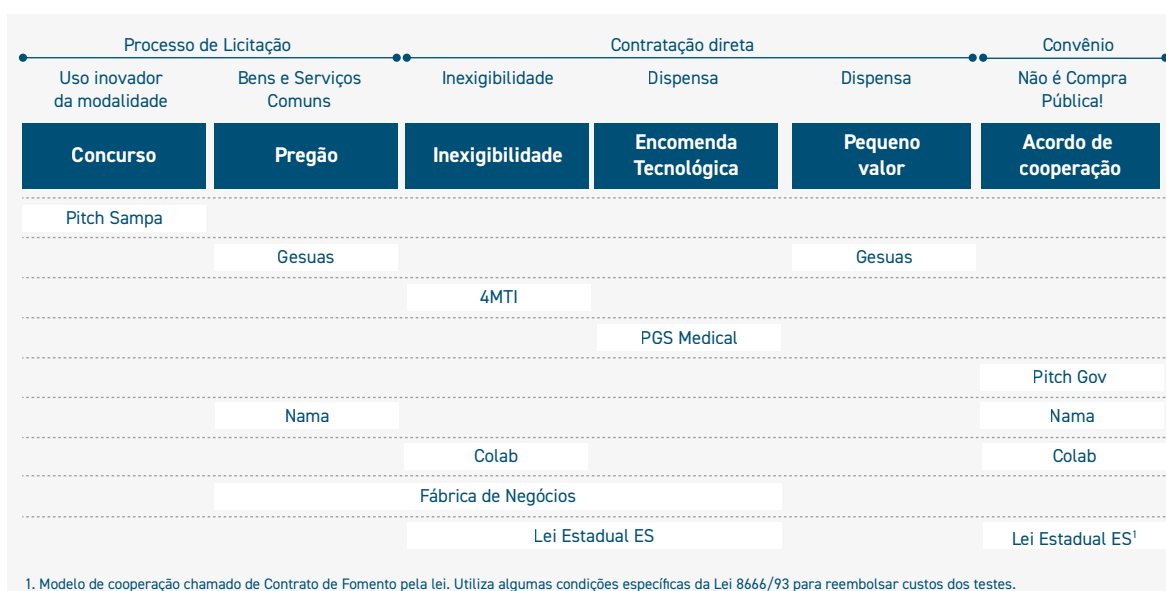 Processo de Licitação
Contratação direta
Convênio
Uso inovador
da modalidade
Bens e Serviços
Comuns
Inexigibilidade
Dispensa
Dispensa
Não é Compra
Pública!
Concurso
Pregão
Inexigibilidade
Encomenda
Tecnológica
Pequeno
valor
Acordo de
cooperação
Pitch Sampa
Gesuas
Gesuas
4MTI
PGS Medical
Pitch Gov
Nama
Nama
Colab
Colab
Fábrica de Negócios
Lei Estadual ES
Lei Estadual ES¹
1. Modelo de cooperação chamado de Contrato de Fomento pela lei. Utiliza algumas condições específicas da Lei 8666/93 para reembolsar custos dos testes.